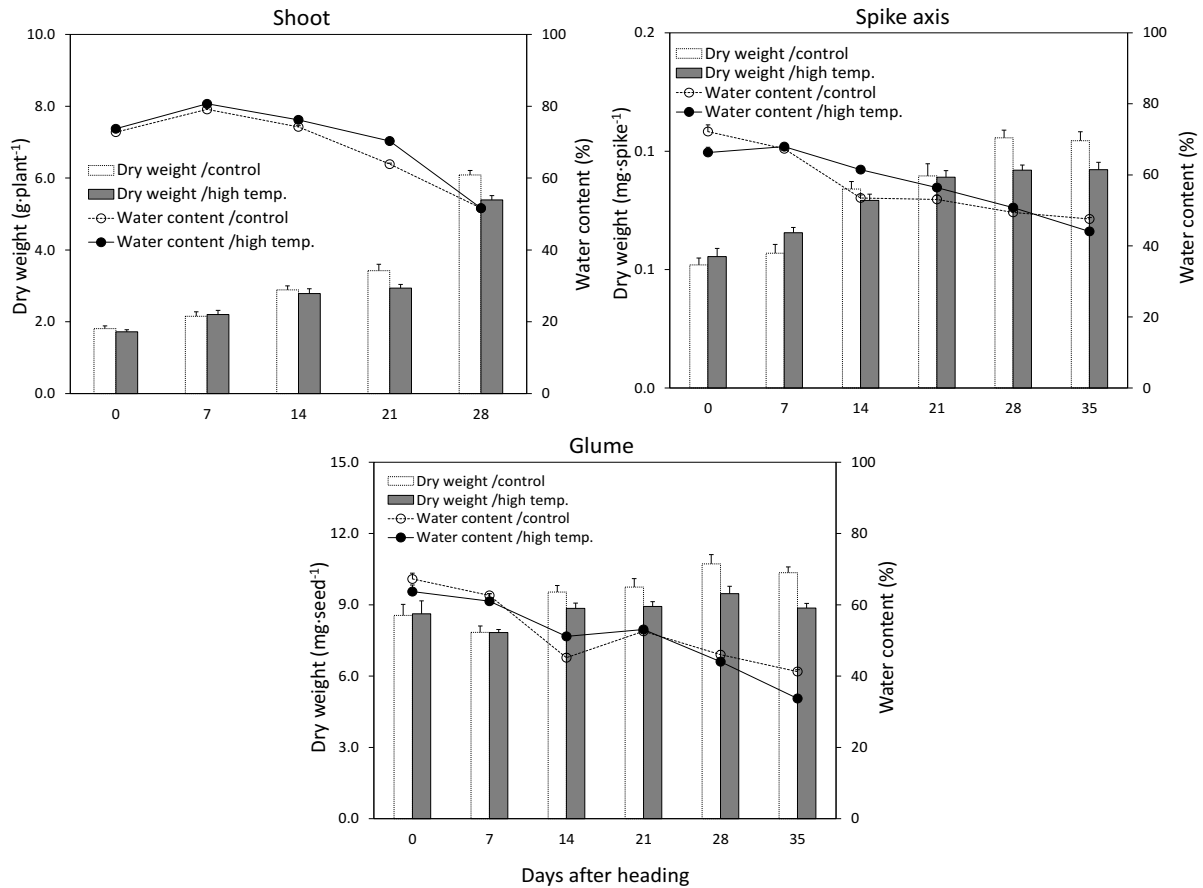 Shoot
10.0
8.0
6.0
4.0
2.0
0.0
Dry weight (g·plant⁻¹)
100
80
60
40
20
0
Water content (%)
Dry weight /control
Dry weight /high temp.
Water content /control
Water content /high temp.
0 7 14 21 28
Spike axis
0.2
0.1
0.1
0.0
Dry weight (mg·spike⁻¹)
100
80
60
40
20
0
Water content (%)
Dry weight /control
Dry weight /high temp.
Water content /control
Water content /high temp.
0 7 14 21 28 35
Glume
15.0
12.0
9.0
6.0
3.0
0.0
Dry weight (mg·seed⁻¹)
100
80
60
40
20
0
Water content (%)
Dry weight /control
Dry weight /high temp.
Water content /control
Water content /high temp.
0 7 14 21 28 35
Days after heading